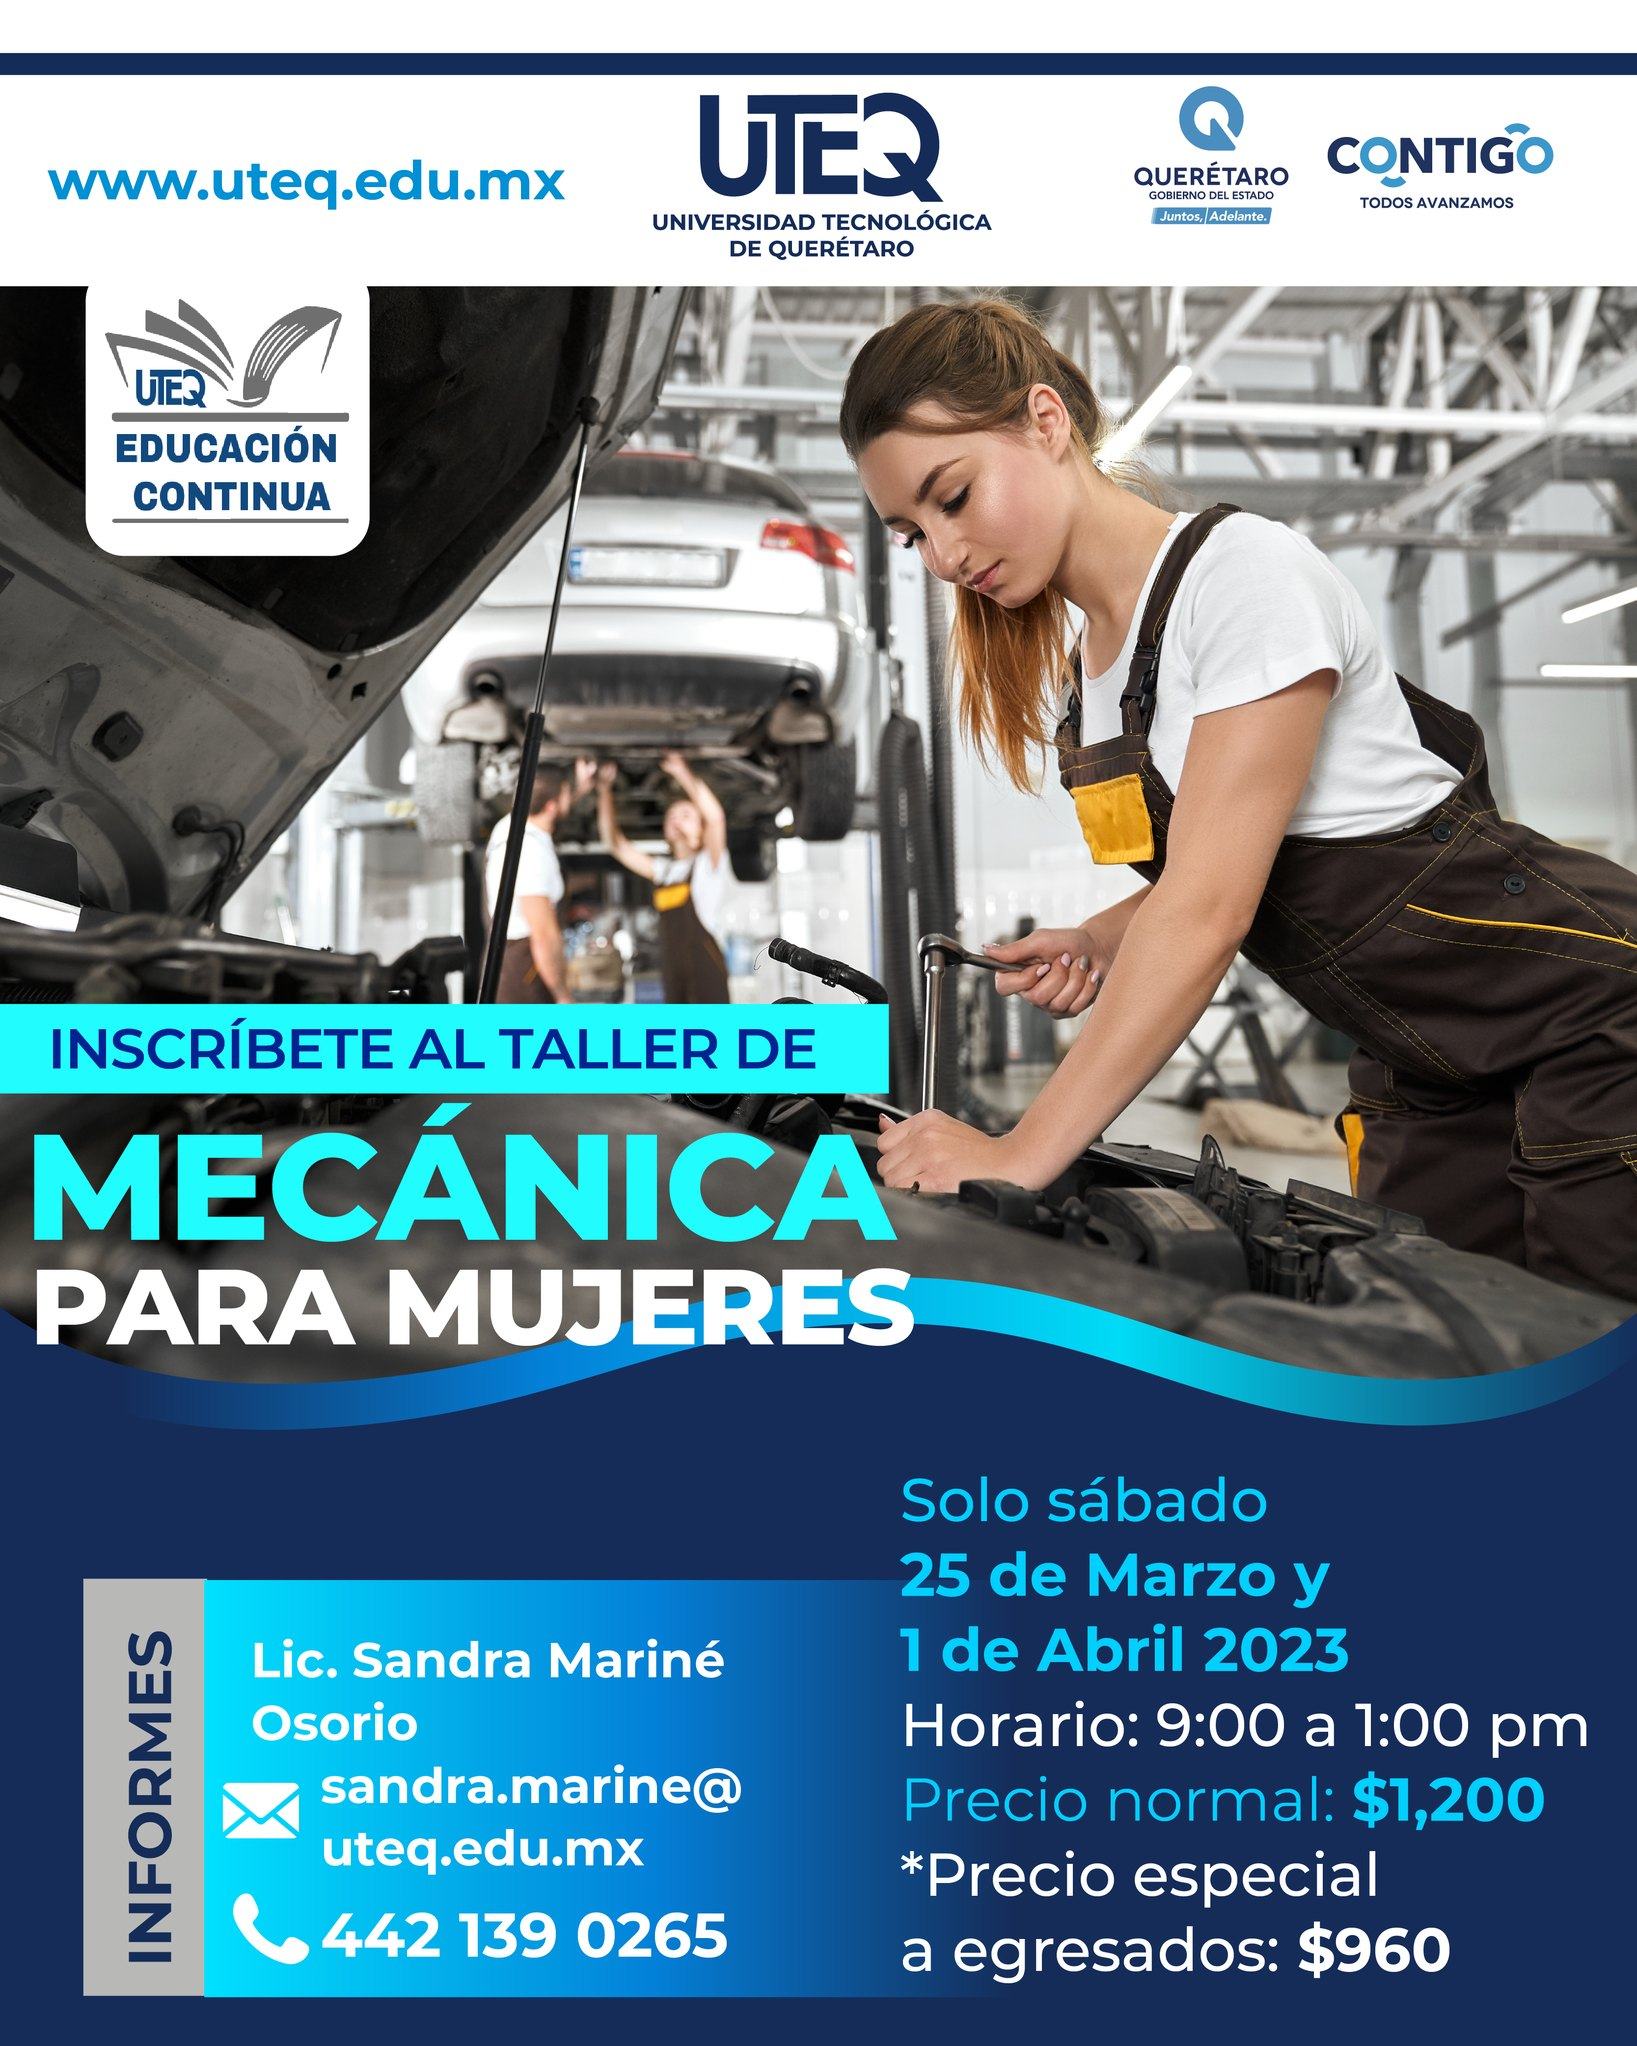 www.uteq.edu.mx
UTEQ
UNIVERSIDAD TECNOLÓGICA
DE QUERÉTARO
QUERÉTARO
GOBIERNO DEL ESTADO
Juntos, Adelante.
CONTIGO
TODOS AVANZAMOS
UTEQ
EDUCACIÓN
CONTINUA
INSCRÍBETE AL TALLER DE
MECÁNICA
PARA MUJERES
Solo sábado
25 de Marzo y
1 de Abril 2023
Horario: 9:00 a 1:00 pm
Precio normal: $1,200
*Precio especial
a egresados: $960
INFORMES
Lic. Sandra Mariné
Osorio
sandra.marine@
uteq.edu.mx
442 139 0265